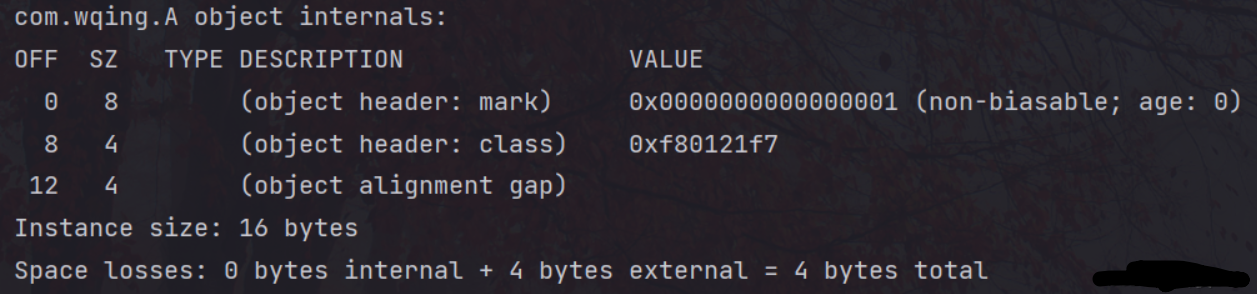 com.wqing.A object internals:
OFF  SZ   TYPE DESCRIPTION               VALUE
  0   8        (object header: mark)     0x0000000000000001 (non-biasable; age: 0)
  8   4        (object header: class)    0xf80121f7
 12   4        (object alignment gap)
Instance size: 16 bytes
Space losses: 0 bytes internal + 4 bytes external = 4 bytes total